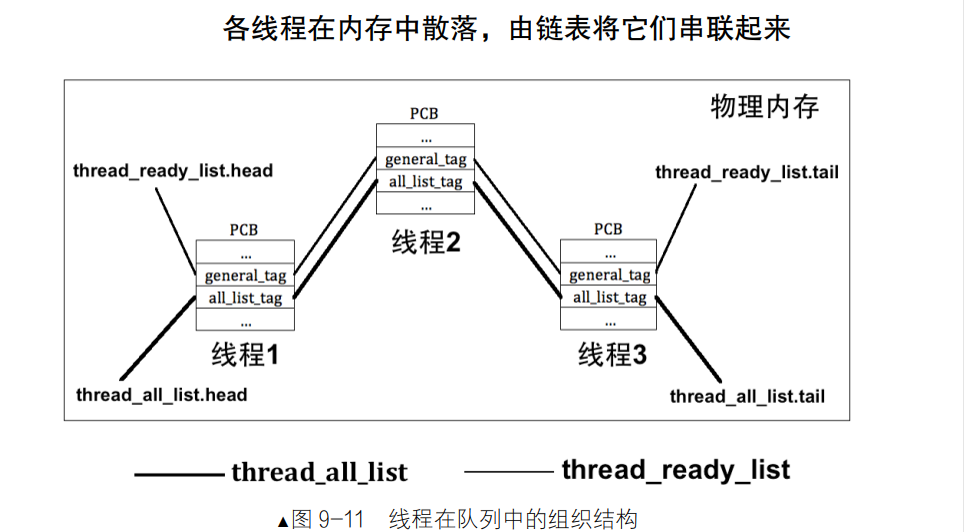 各线程在内存中散落，由链表将它们串联起来
物理内存
thread_ready_list.head
thread_all_list.head
PCB
...
general_tag
all_list_tag
...
线程1
PCB
...
general_tag
all_list_tag
...
线程2
PCB
...
general_tag
all_list_tag
...
线程3
thread_ready_list.tail
thread_all_list.tail
thread_all_list
thread_ready_list
▲图 9-11 线程在队列中的组织结构